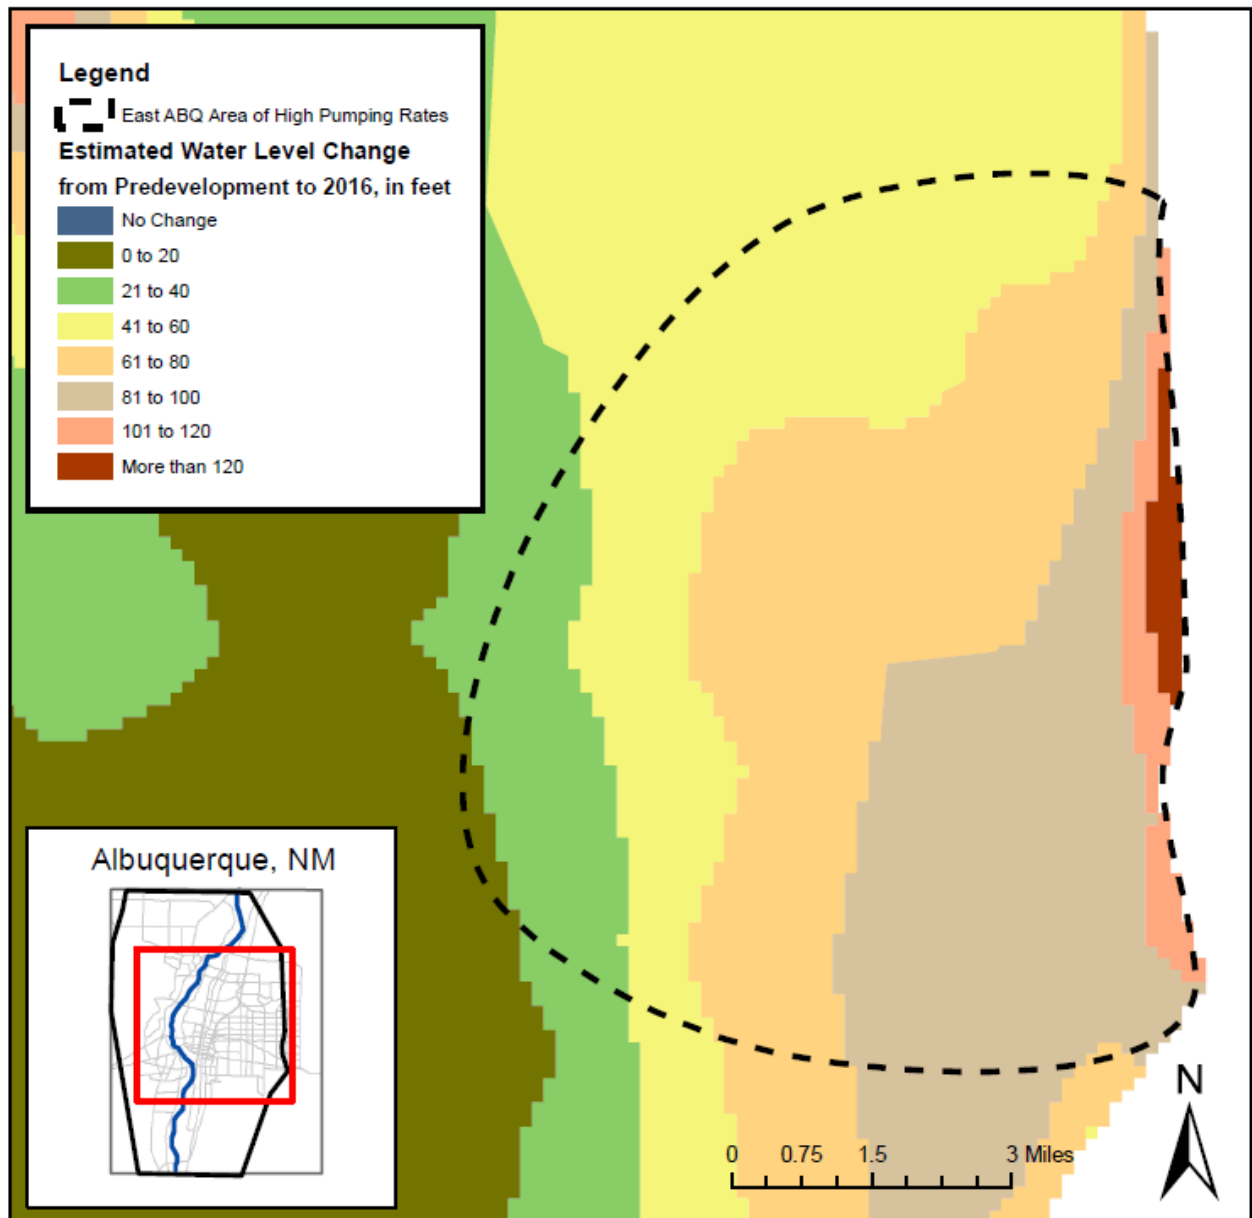 Legend
East ABQ Area of High Pumping Rates
Estimated Water Level Change
from Predevelopment to 2016, in feet
No Change
0 to 20
21 to 40
41 to 60
61 to 80
81 to 100
101 to 120
More than 120
Albuquerque, NM
N
0 0.75 1.5 3 Miles